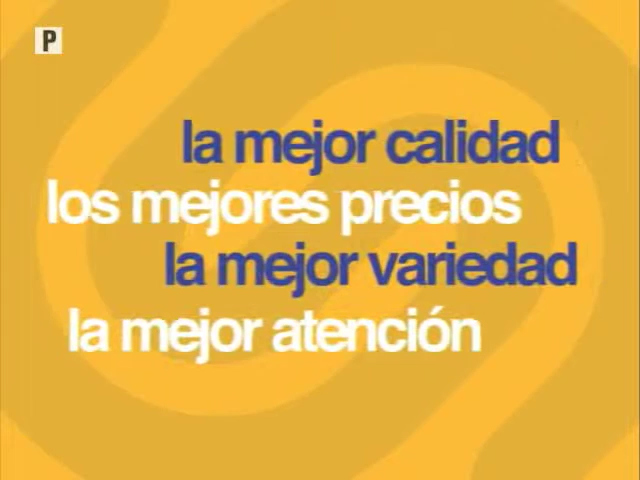 P
la mejor calidad
los mejores precios
la mejor variedad
la mejor atención